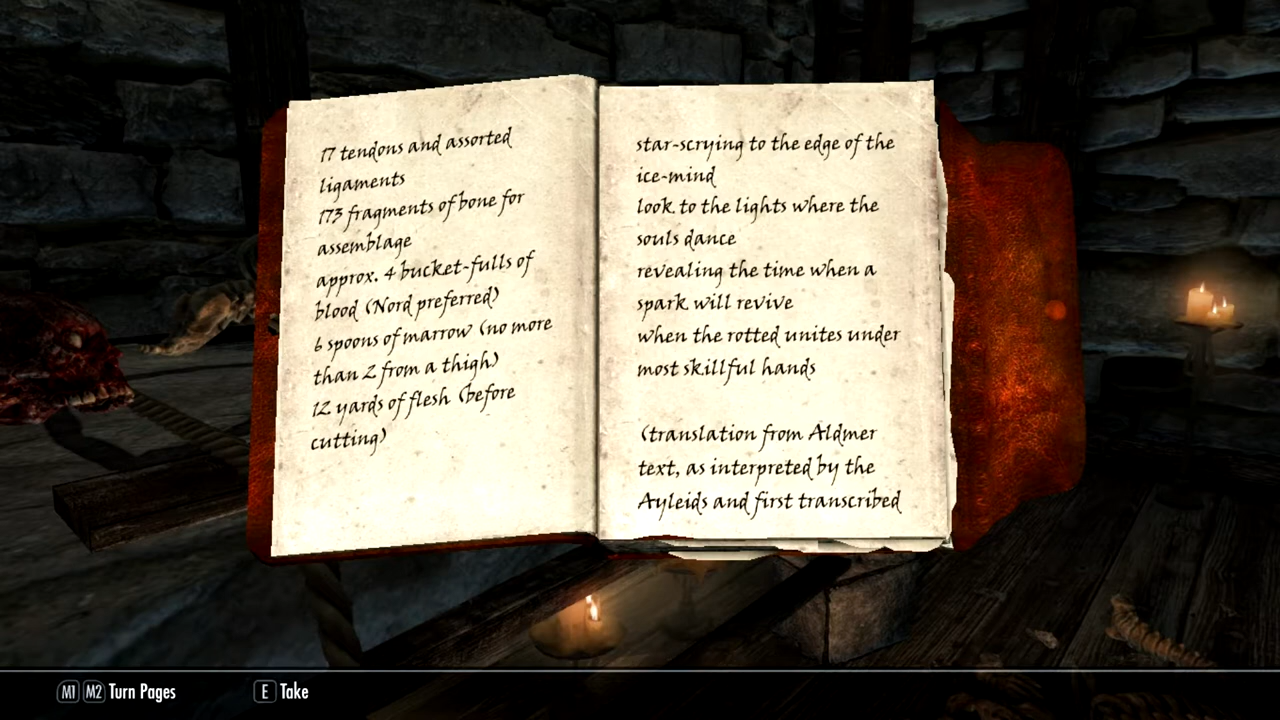 17 tendons and assorted
ligaments
173 fragments of bone for
assemblage
approx. 4 bucket-fulls of
blood (Nord preferred)
6 spoons of marrow (no more
than 2 from a thigh)
12 yards of flesh (before
cutting)
star-scrying to the edge of the
ice-mind
look to the lights where the
souls dance
revealing the time when a
spark will revive
when the rotted unites under
most skillful hands
(translation from Aldmer
text, as interpreted by the
Ayleids and first transcribed
M1 M2 Turn Pages
E Take